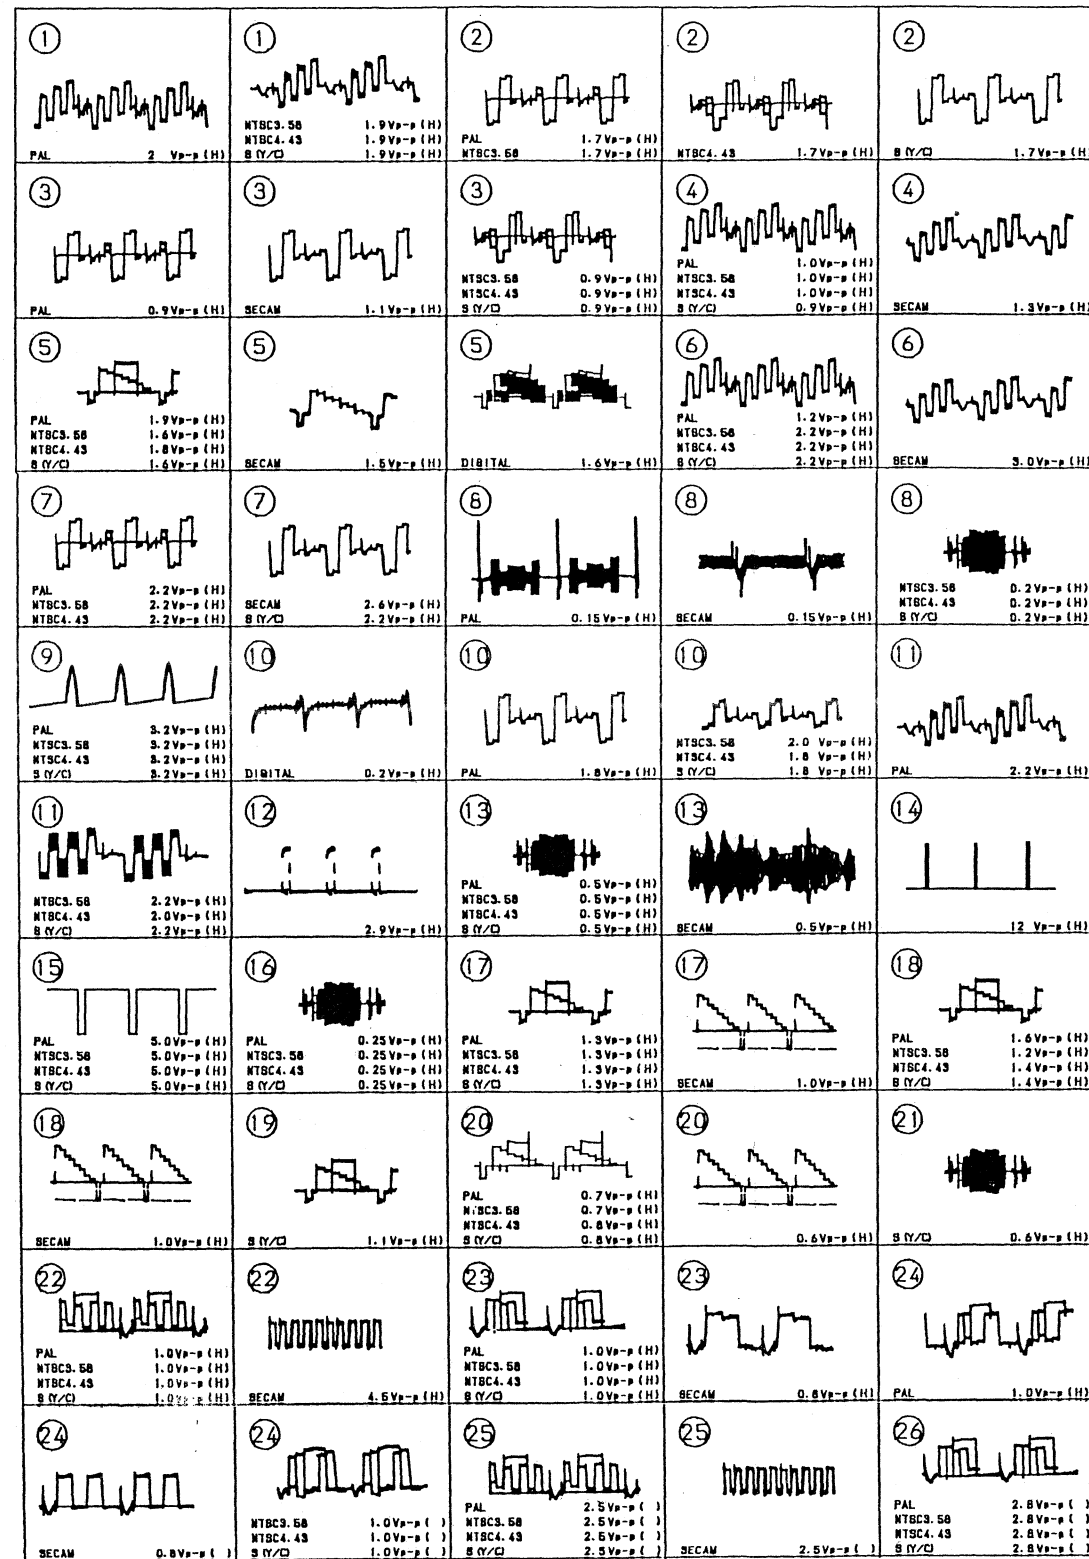 ① ① ② ② ②
PAL 2 Vp-p (H)
NTSC3.58 1.9Vp-p (H)
NTSC4.43 1.9Vp-p (H)
S (Y/C) 1.9Vp-p (H)
PAL 1.7Vp-p (H)
NTSC3.58 1.7Vp-p (H)
NTSC4.43 1.7Vp-p (H)
S (Y/C) 1.7Vp-p (H)
③ ③ ③ ④ ④
PAL 0.9Vp-p (H)
SECAM 1.1Vp-p (H)
NTSC3.58 0.9Vp-p (H)
NTSC4.43 0.9Vp-p (H)
S (Y/C) 0.9Vp-p (H)
PAL 1.0Vp-p (H)
NTSC3.58 1.0Vp-p (H)
NTSC4.43 1.0Vp-p (H)
S (Y/C) 0.9Vp-p (H)
SECAM 1.3Vp-p (H)
⑤ ⑤ ⑤ ⑥ ⑥
PAL 1.9Vp-p (H)
NTSC3.58 1.6Vp-p (H)
NTSC4.43 1.8Vp-p (H)
S (Y/C) 1.6Vp-p (H)
SECAM 1.5Vp-p (H)
DIGITAL 1.6Vp-p (H)
PAL 1.2Vp-p (H)
NTSC3.58 2.2Vp-p (H)
NTSC4.43 2.2Vp-p (H)
S (Y/C) 2.2Vp-p (H)
SECAM 3.0Vp-p (H)
⑦ ⑦ ⑧ ⑧ ⑧
PAL 2.2Vp-p (H)
NTSC3.58 2.2Vp-p (H)
NTSC4.43 2.2Vp-p (H)
SECAM 2.6Vp-p (H)
S (Y/C) 2.2Vp-p (H)
PAL 0.15Vp-p (H)
SECAM 0.15Vp-p (H)
NTSC3.58 0.2Vp-p (H)
NTSC4.43 0.2Vp-p (H)
S (Y/C) 0.2Vp-p (H)
⑨ ⑩ ⑩ ⑩ ⑪
PAL 3.2Vp-p (H)
NTSC3.58 3.2Vp-p (H)
NTSC4.43 3.2Vp-p (H)
S (Y/C) 3.2Vp-p (H)
DIGITAL 0.2Vp-p (H)
PAL 1.8Vp-p (H)
NTSC3.58 2.0 Vp-p (H)
NTSC4.43 1.8 Vp-p (H)
S (Y/C) 1.8 Vp-p (H)
PAL 2.2Vp-p (H)
⑪ ⑫ ⑬ ⑬ ⑭
NTSC3.58 2.2Vp-p (H)
NTSC4.43 2.0Vp-p (H)
S (Y/C) 2.2Vp-p (H)
2.9Vp-p (H)
PAL 0.5Vp-p (H)
NTSC3.58 0.5Vp-p (H)
NTSC4.43 0.5Vp-p (H)
S (Y/C) 0.5Vp-p (H)
SECAM 0.5Vp-p (H)
12 Vp-p (H)
⑮ ⑯ ⑰ ⑰ ⑱
PAL 5.0Vp-p (H)
NTSC3.58 5.0Vp-p (H)
NTSC4.43 5.0Vp-p (H)
S (Y/C) 5.0Vp-p (H)
PAL 0.25Vp-p (H)
NTSC3.58 0.25Vp-p (H)
NTSC4.43 0.25Vp-p (H)
S (Y/C) 0.25Vp-p (H)
PAL 1.3Vp-p (H)
NTSC3.58 1.3Vp-p (H)
NTSC4.43 1.3Vp-p (H)
S (Y/C) 1.3Vp-p (H)
SECAM 1.0Vp-p (H)
PAL 1.6Vp-p (H)
NTSC3.58 1.2Vp-p (H)
NTSC4.43 1.4Vp-p (H)
S (Y/C) 1.4Vp-p (H)
⑱ ⑲ ⑳ ⑳ ㉑
SECAM 1.0Vp-p (H)
S (Y/C) 1.1Vp-p (H)
PAL 0.7Vp-p (H)
NTSC3.58 0.7Vp-p (H)
NTSC4.43 0.8Vp-p (H)
S (Y/C) 0.8Vp-p (H)
0.6Vp-p (H)
S (Y/C) 0.6Vp-p (H)
㉒ ㉒ ㉓ ㉓ ㉔
PAL 1.0Vp-p (H)
NTSC3.58 1.0Vp-p (H)
NTSC4.43 1.0Vp-p (H)
S (Y/C) 1.0Vp-p (H)
SECAM 4.5Vp-p (H)
PAL 1.0Vp-p (H)
NTSC3.58 1.0Vp-p (H)
NTSC4.43 1.0Vp-p (H)
S (Y/C) 1.0Vp-p (H)
SECAM 0.8Vp-p (H)
PAL 1.0Vp-p (H)
㉔ ㉔ ㉕ ㉕ ㉖
SECAM 0.8Vp-p ( )
NTSC3.58 1.0Vp-p ( )
NTSC4.43 1.0Vp-p ( )
S (Y/C) 1.0Vp-p ( )
PAL 2.5Vp-p ( )
NTSC3.58 2.5Vp-p ( )
NTSC4.43 2.5Vp-p ( )
S (Y/C) 2.5Vp-p ( )
SECAM 2.5Vp-p ( )
PAL 2.8Vp-p ( )
NTSC3.58 2.8Vp-p ( )
NTSC4.43 2.8Vp-p ( )
S (Y/C) 2.8Vp-p ( )